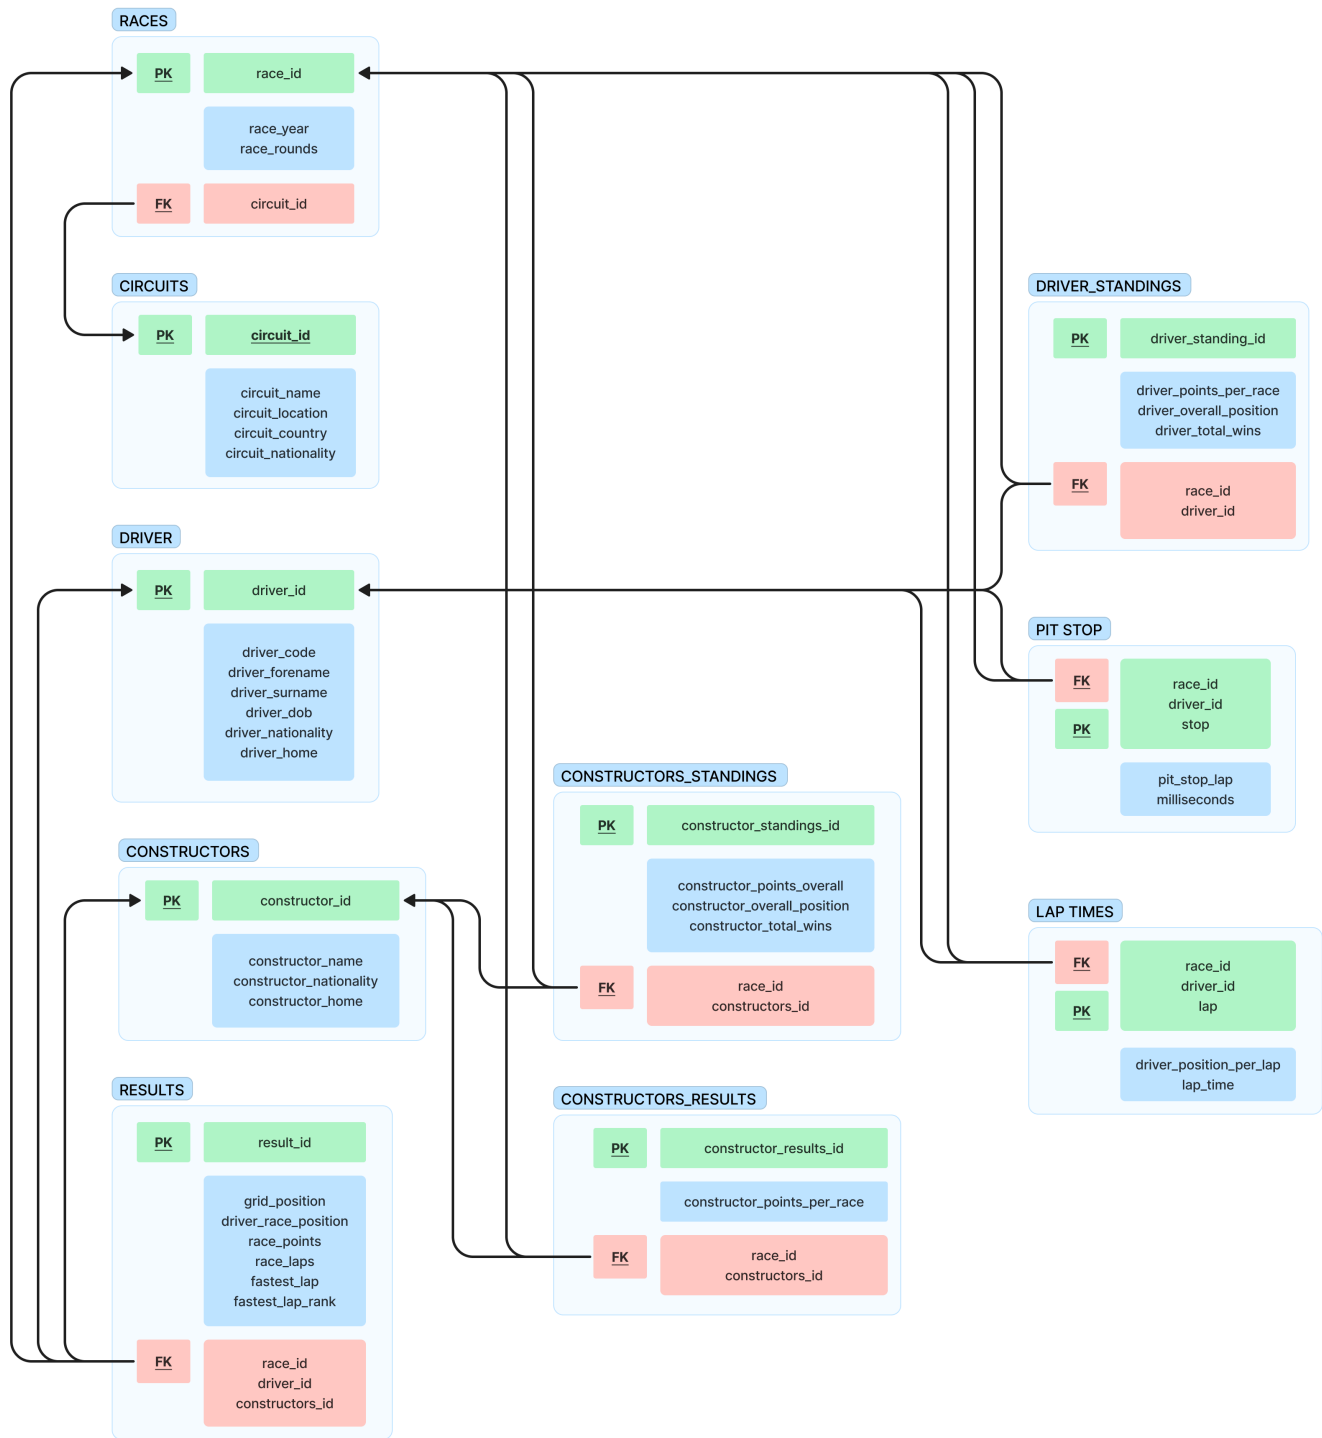 RACES
PK
race_id
race_year
race_rounds
FK
circuit_id
CIRCUITS
PK
circuit_id
circuit_name
circuit_location
circuit_country
circuit_nationality
DRIVER
PK
driver_id
driver_code
driver_forename
driver_surname
driver_dob
driver_nationality
driver_home
CONSTRUCTORS
PK
constructor_id
constructor_name
constructor_nationality
constructor_home
RESULTS
PK
result_id
grid_position
driver_race_position
race_points
race_laps
fastest_lap
fastest_lap_rank
FK
race_id
driver_id
constructors_id
CONSTRUCTORS_STANDINGS
PK
constructor_standings_id
constructor_points_overall
constructor_overall_position
constructor_total_wins
FK
race_id
constructors_id
CONSTRUCTORS_RESULTS
PK
constructor_results_id
constructor_points_per_race
FK
race_id
constructors_id
DRIVER_STANDINGS
PK
driver_standing_id
driver_points_per_race
driver_overall_position
driver_total_wins
FK
race_id
driver_id
PIT STOP
FK
PK
race_id
driver_id
stop
pit_stop_lap
milliseconds
LAP TIMES
FK
PK
race_id
driver_id
lap
driver_position_per_lap
lap_time